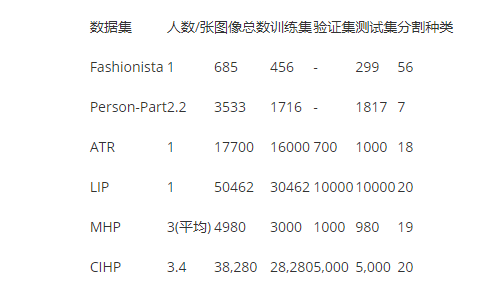 数据集 人数/张 图像总数 训练集 验证集 测试集 分割种类
Fashionista 1 685 456 - 299 56
Person-Part 2.2 3533 1716 - 1817 7
ATR 1 17700 16000 700 1000 18
LIP 1 50462 30462 10000 10000 20
MHP 3(平均) 4980 3000 1000 980 19
CIHP 3.4 38,280 28,280 5,000 5,000 20